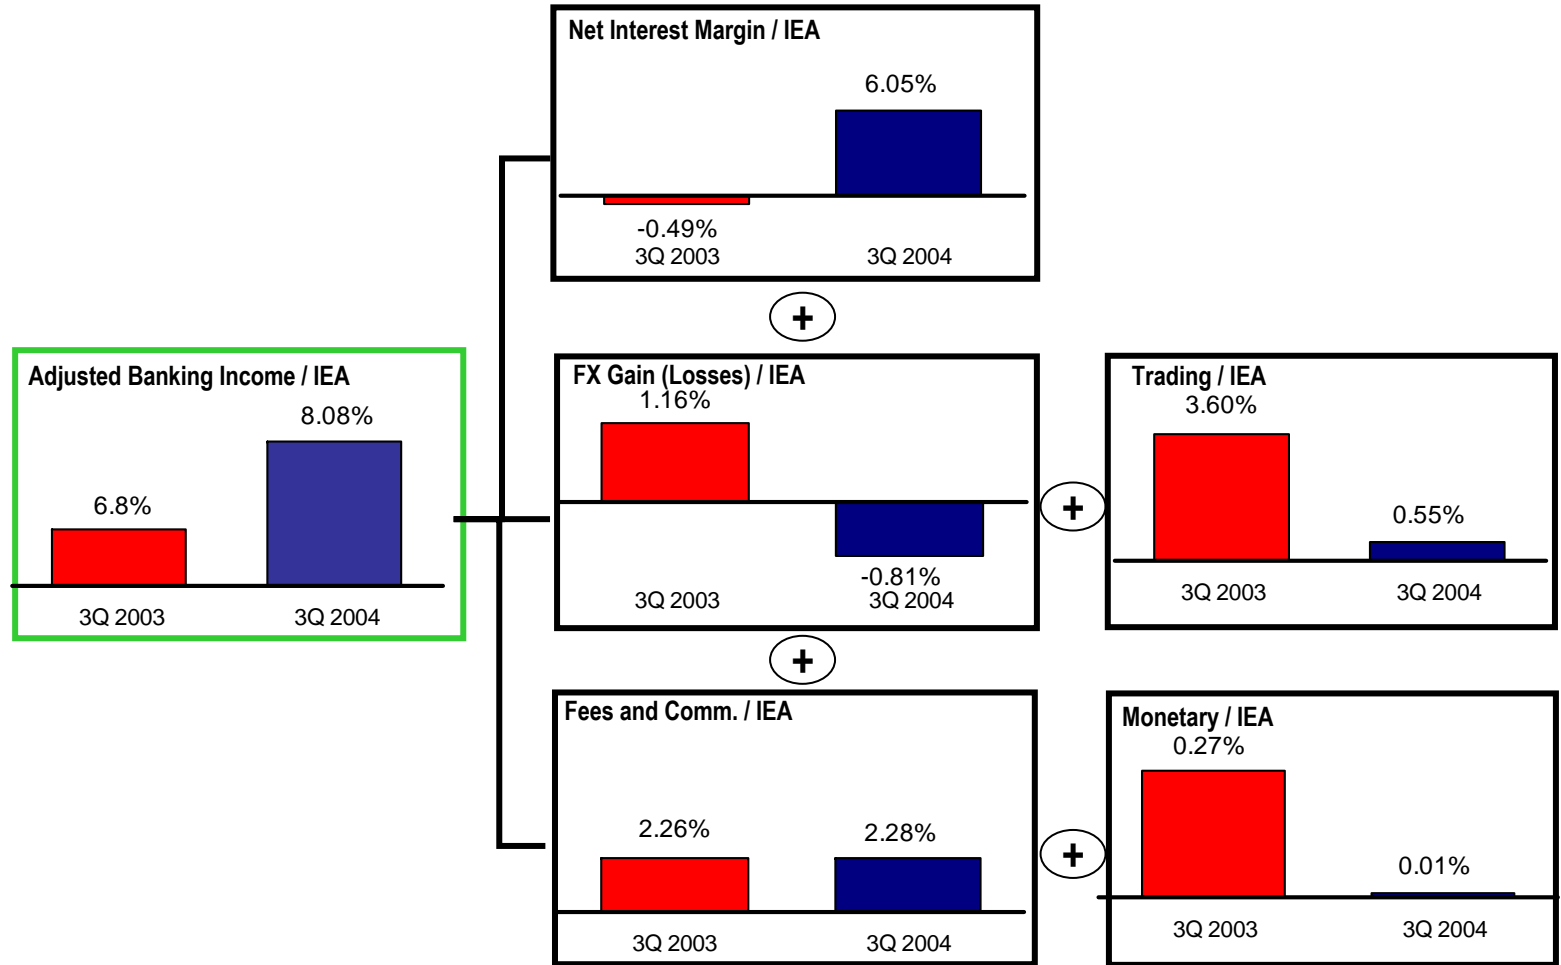 Net Interest Margin / IEA
6.05%
-0.49%
3Q 2003 3Q 2004
+
Adjusted Banking Income / IEA
8.08%
6.8%
3Q 2003 3Q 2004
FX Gain (Losses) / IEA
1.16%
-0.81%
3Q 2003 3Q 2004
+
Trading / IEA
3.60%
0.55%
3Q 2003 3Q 2004
+
Fees and Comm. / IEA
2.26% 2.28%
3Q 2003 3Q 2004
+
Monetary / IEA
0.27%
0.01%
3Q 2003 3Q 2004